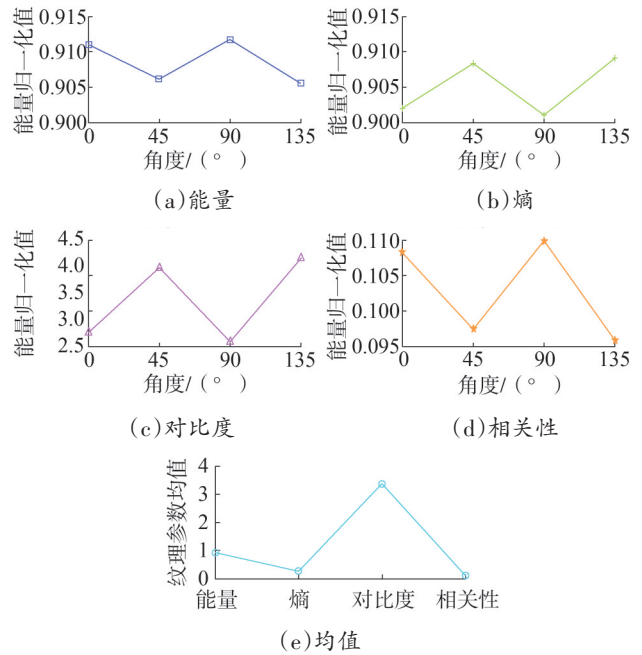 能量归一化值
0.915
0.910
0.905
0.900
0
45
90
135
角度/（°）
(a)能量
能量归一化值
0.915
0.910
0.905
0.900
0
45
90
135
角度/（°）
(b)熵
能量归一化值
4.5
4.0
3.5
3.0
2.5
0
45
90
135
角度/（°）
(c)对比度
能量归一化值
0.110
0.105
0.100
0.095
0
45
90
135
角度/（°）
(d)相关性
纹理参数均值
4
3
2
1
0
能量
熵
对比度
相关性
(e)均值